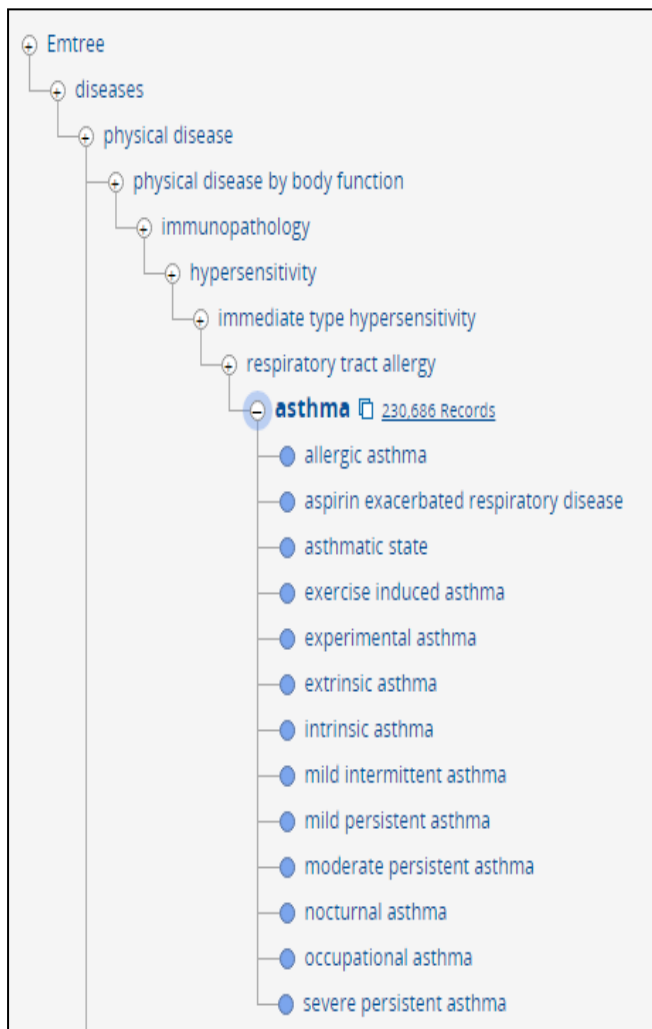 Emtree
diseases
physical disease
physical disease by body function
immunopathology
hypersensitivity
immediate type hypersensitivity
respiratory tract allergy
asthma 230,686 Records
allergic asthma
aspirin exacerbated respiratory disease
asthmatic state
exercise induced asthma
experimental asthma
extrinsic asthma
intrinsic asthma
mild intermittent asthma
mild persistent asthma
moderate persistent asthma
nocturnal asthma
occupational asthma
severe persistent asthma